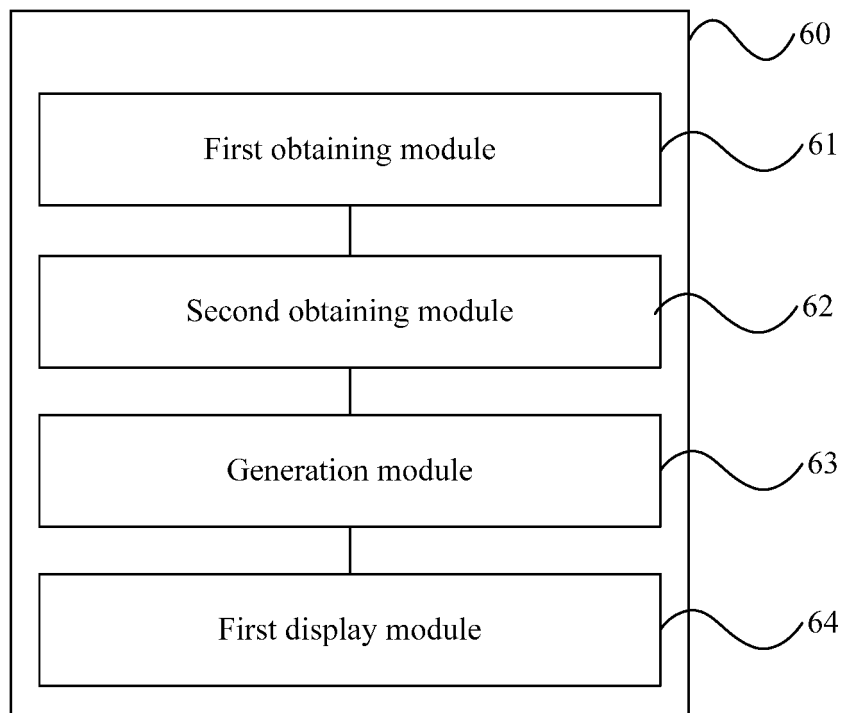 60
First obtaining module
61
Second obtaining module
62
Generation module
63
First display module
64